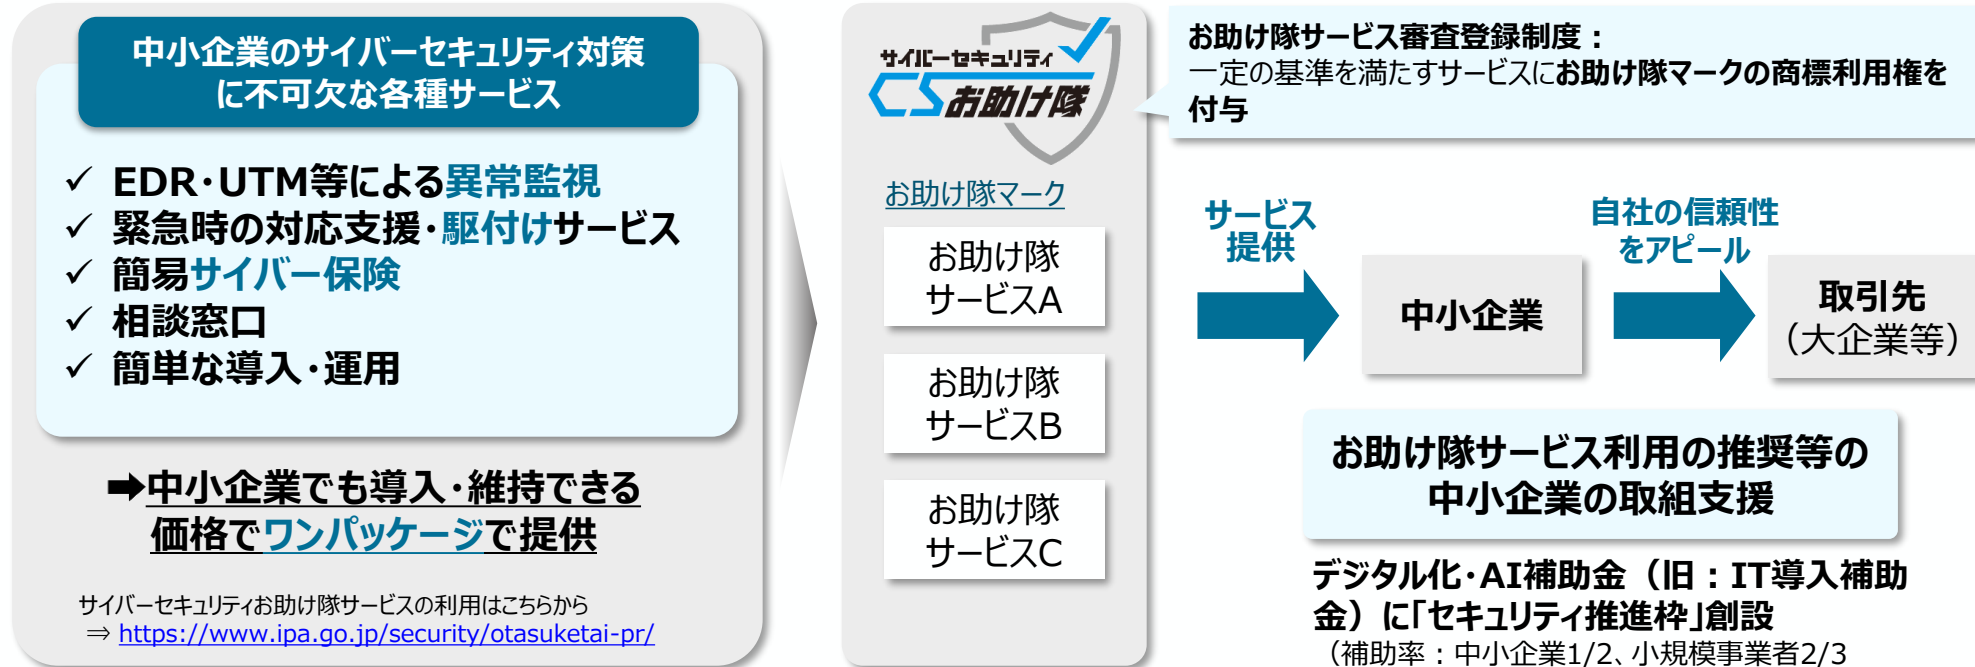 中小企業のサイバーセキュリティ対策
に不可欠な各種サービス
✓ EDR・UTM等による異常監視
✓ 緊急時の対応支援・駆付けサービス
✓ 簡易サイバー保険
✓ 相談窓口
✓ 簡単な導入・運用
➡中小企業でも導入・維持できる
価格でワンパッケージで提供
サイバーセキュリティお助け隊サービスの利用はこちらから
⇒ https://www.ipa.go.jp/security/otasuketai-pr/
サイバーセキュリティ
CSお助け隊
お助け隊マーク
お助け隊
サービスA
お助け隊
サービスB
お助け隊
サービスC
お助け隊サービス審査登録制度：
一定の基準を満たすサービスにお助け隊マークの商標利用権を
付与
サービス
提供
中小企業
自社の信頼性
をアピール
取引先
（大企業等）
お助け隊サービス利用の推奨等の
中小企業の取組支援
デジタル化・AI補助金（旧：IT導入補助
金）に「セキュリティ推進枠」創設
（補助率：中小企業1/2、小規模事業者2/3